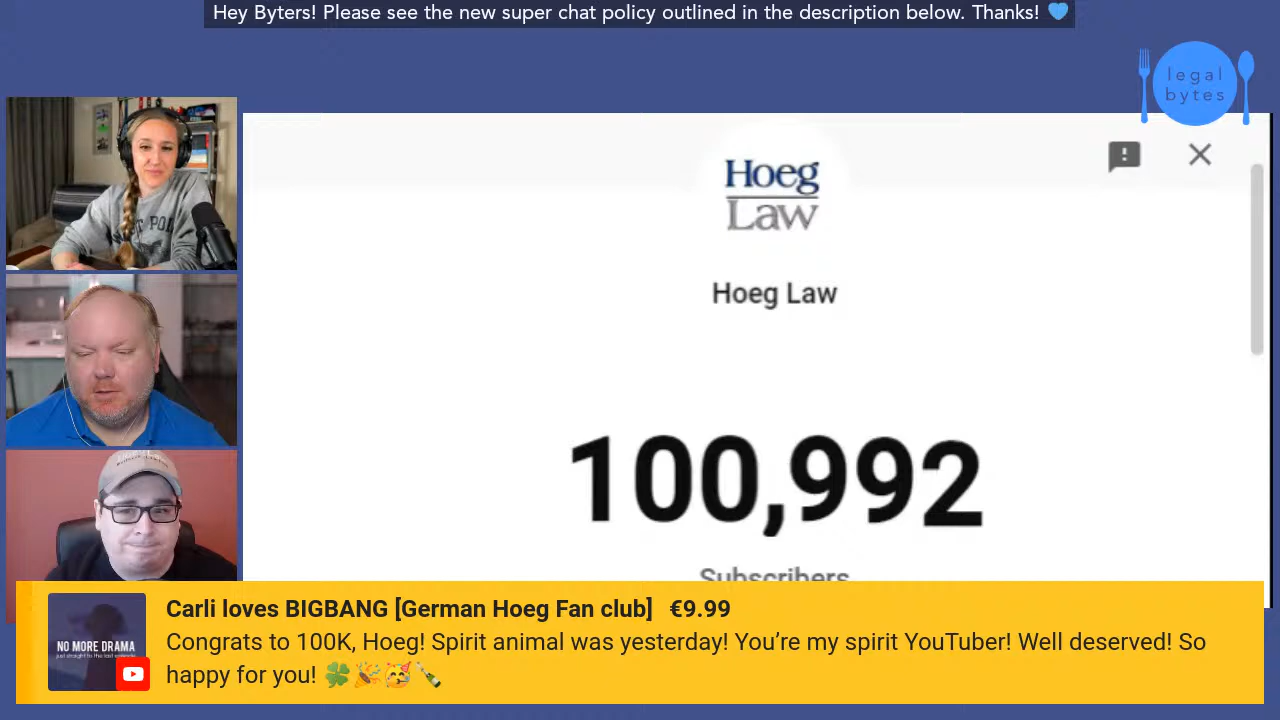 Hey Byters! Please see the new super chat policy outlined in the description below. Thanks! 💙
legal
bytes
Hoeg
Law
Hoeg Law
100,992
Subscribers
Carli loves BIGBANG [German Hoeg Fan club] €9.99
Congrats to 100K, Hoeg! Spirit animal was yesterday! You’re my spirit YouTuber! Well deserved! So
happy for you! 🍀🎉🥳🍾
NO MORE DRAMA